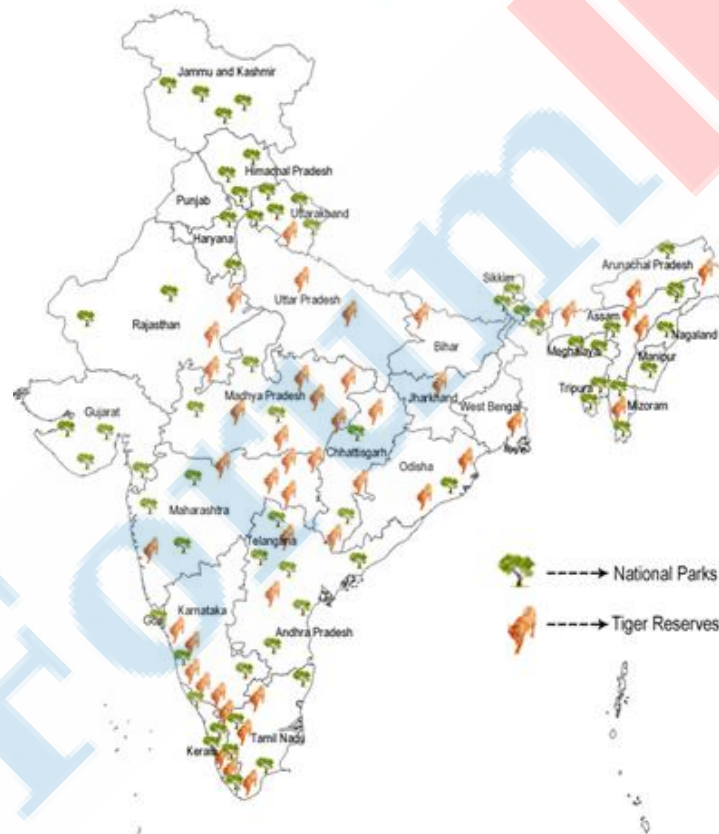 Jammu and Kashmir
Himachal Pradesh
Punjab
Uttarakhand
Haryana
Sikkim
Arunachal Pradesh
Uttar Pradesh
Rajasthan
Assam
Nagaland
Bihar
Meghalaya
Manipur
Madhya Pradesh
Jharkhand
Tripura
Gujarat
West Bengal
Mizoram
Chhattisgarh
Odisha
Maharashtra
Telangana
National Parks
Goa
Karnataka
Tiger Reserves
Andhra Pradesh
Tamil Nadu
Kerala
forum